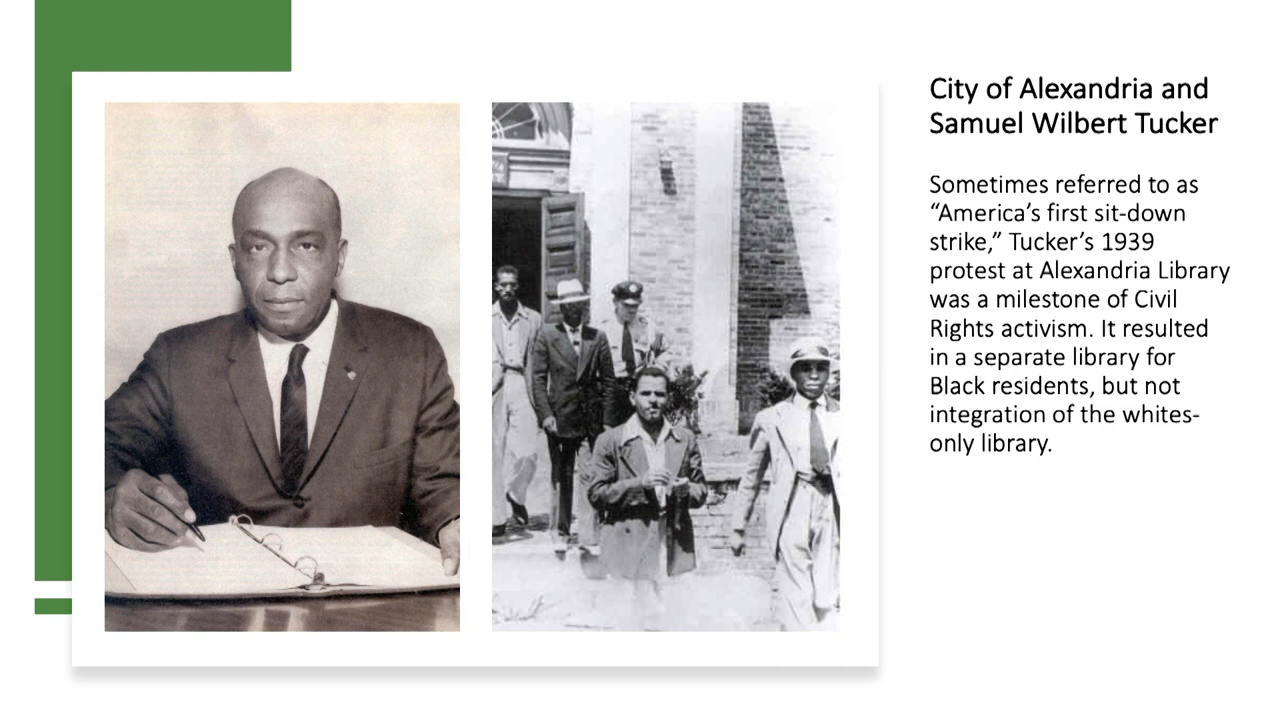 City of Alexandria and
Samuel Wilbert Tucker
Sometimes referred to as
“America’s first sit-down
strike,” Tucker’s 1939
protest at Alexandria Library
was a milestone of Civil
Rights activism. It resulted
in a separate library for
Black residents, but not
integration of the whites-
only library.